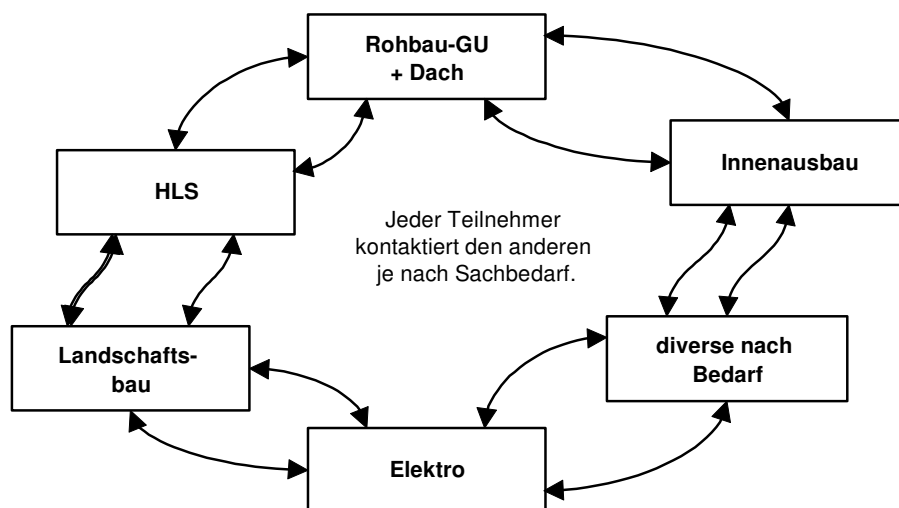 Rohbau-GU
+ Dach
Innenausbau
HLS
Jeder Teilnehmer
kontaktiert den anderen
je nach Sachbedarf.
Landschafts-
bau
diverse nach
Bedarf
Elektro